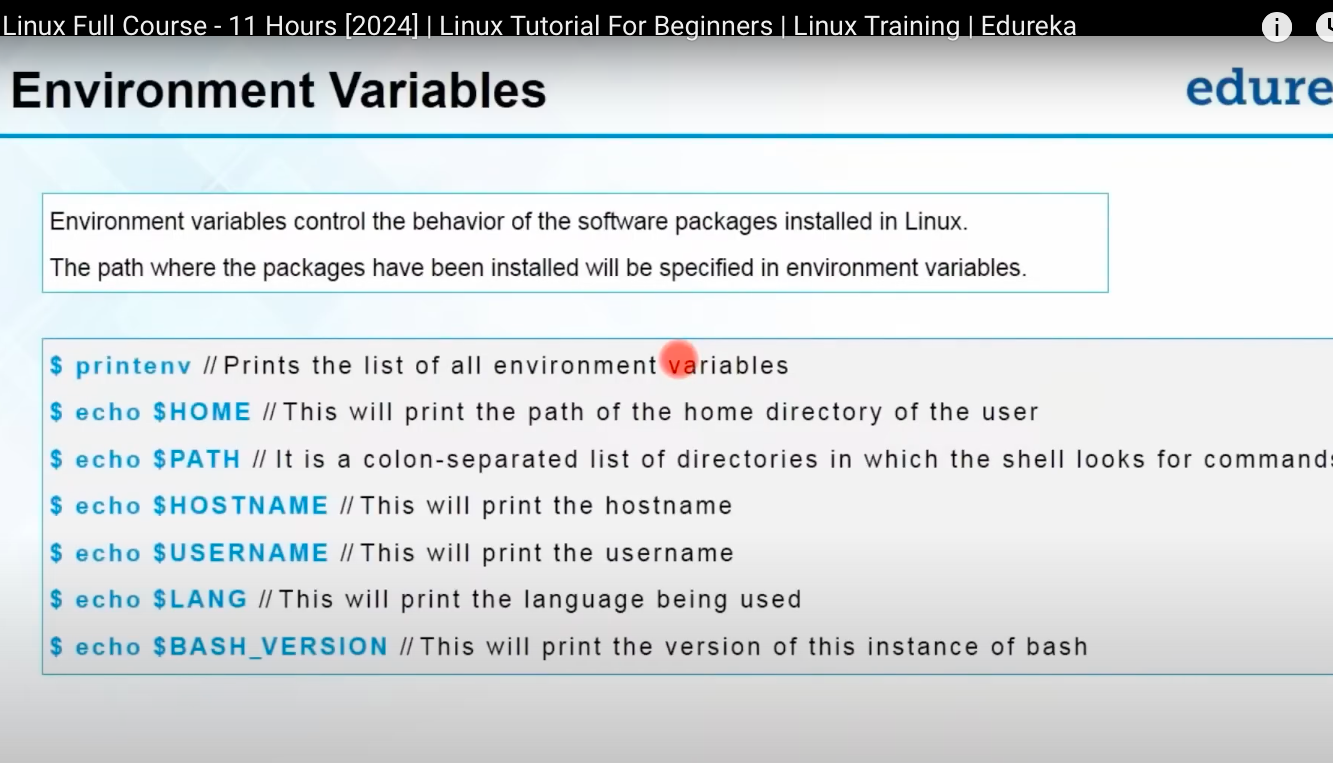 Linux Full Course - 11 Hours [2024] | Linux Tutorial For Beginners | Linux Training | Edureka
Environment Variables
edure
Environment variables control the behavior of the software packages installed in Linux.
The path where the packages have been installed will be specified in environment variables.
$ printenv // Prints the list of all environment variables
$ echo $HOME // This will print the path of the home directory of the user
$ echo $PATH // It is a colon-separated list of directories in which the shell looks for commands
$ echo $HOSTNAME // This will print the hostname
$ echo $USERNAME // This will print the username
$ echo $LANG // This will print the language being used
$ echo $BASH_VERSION // This will print the version of this instance of bash